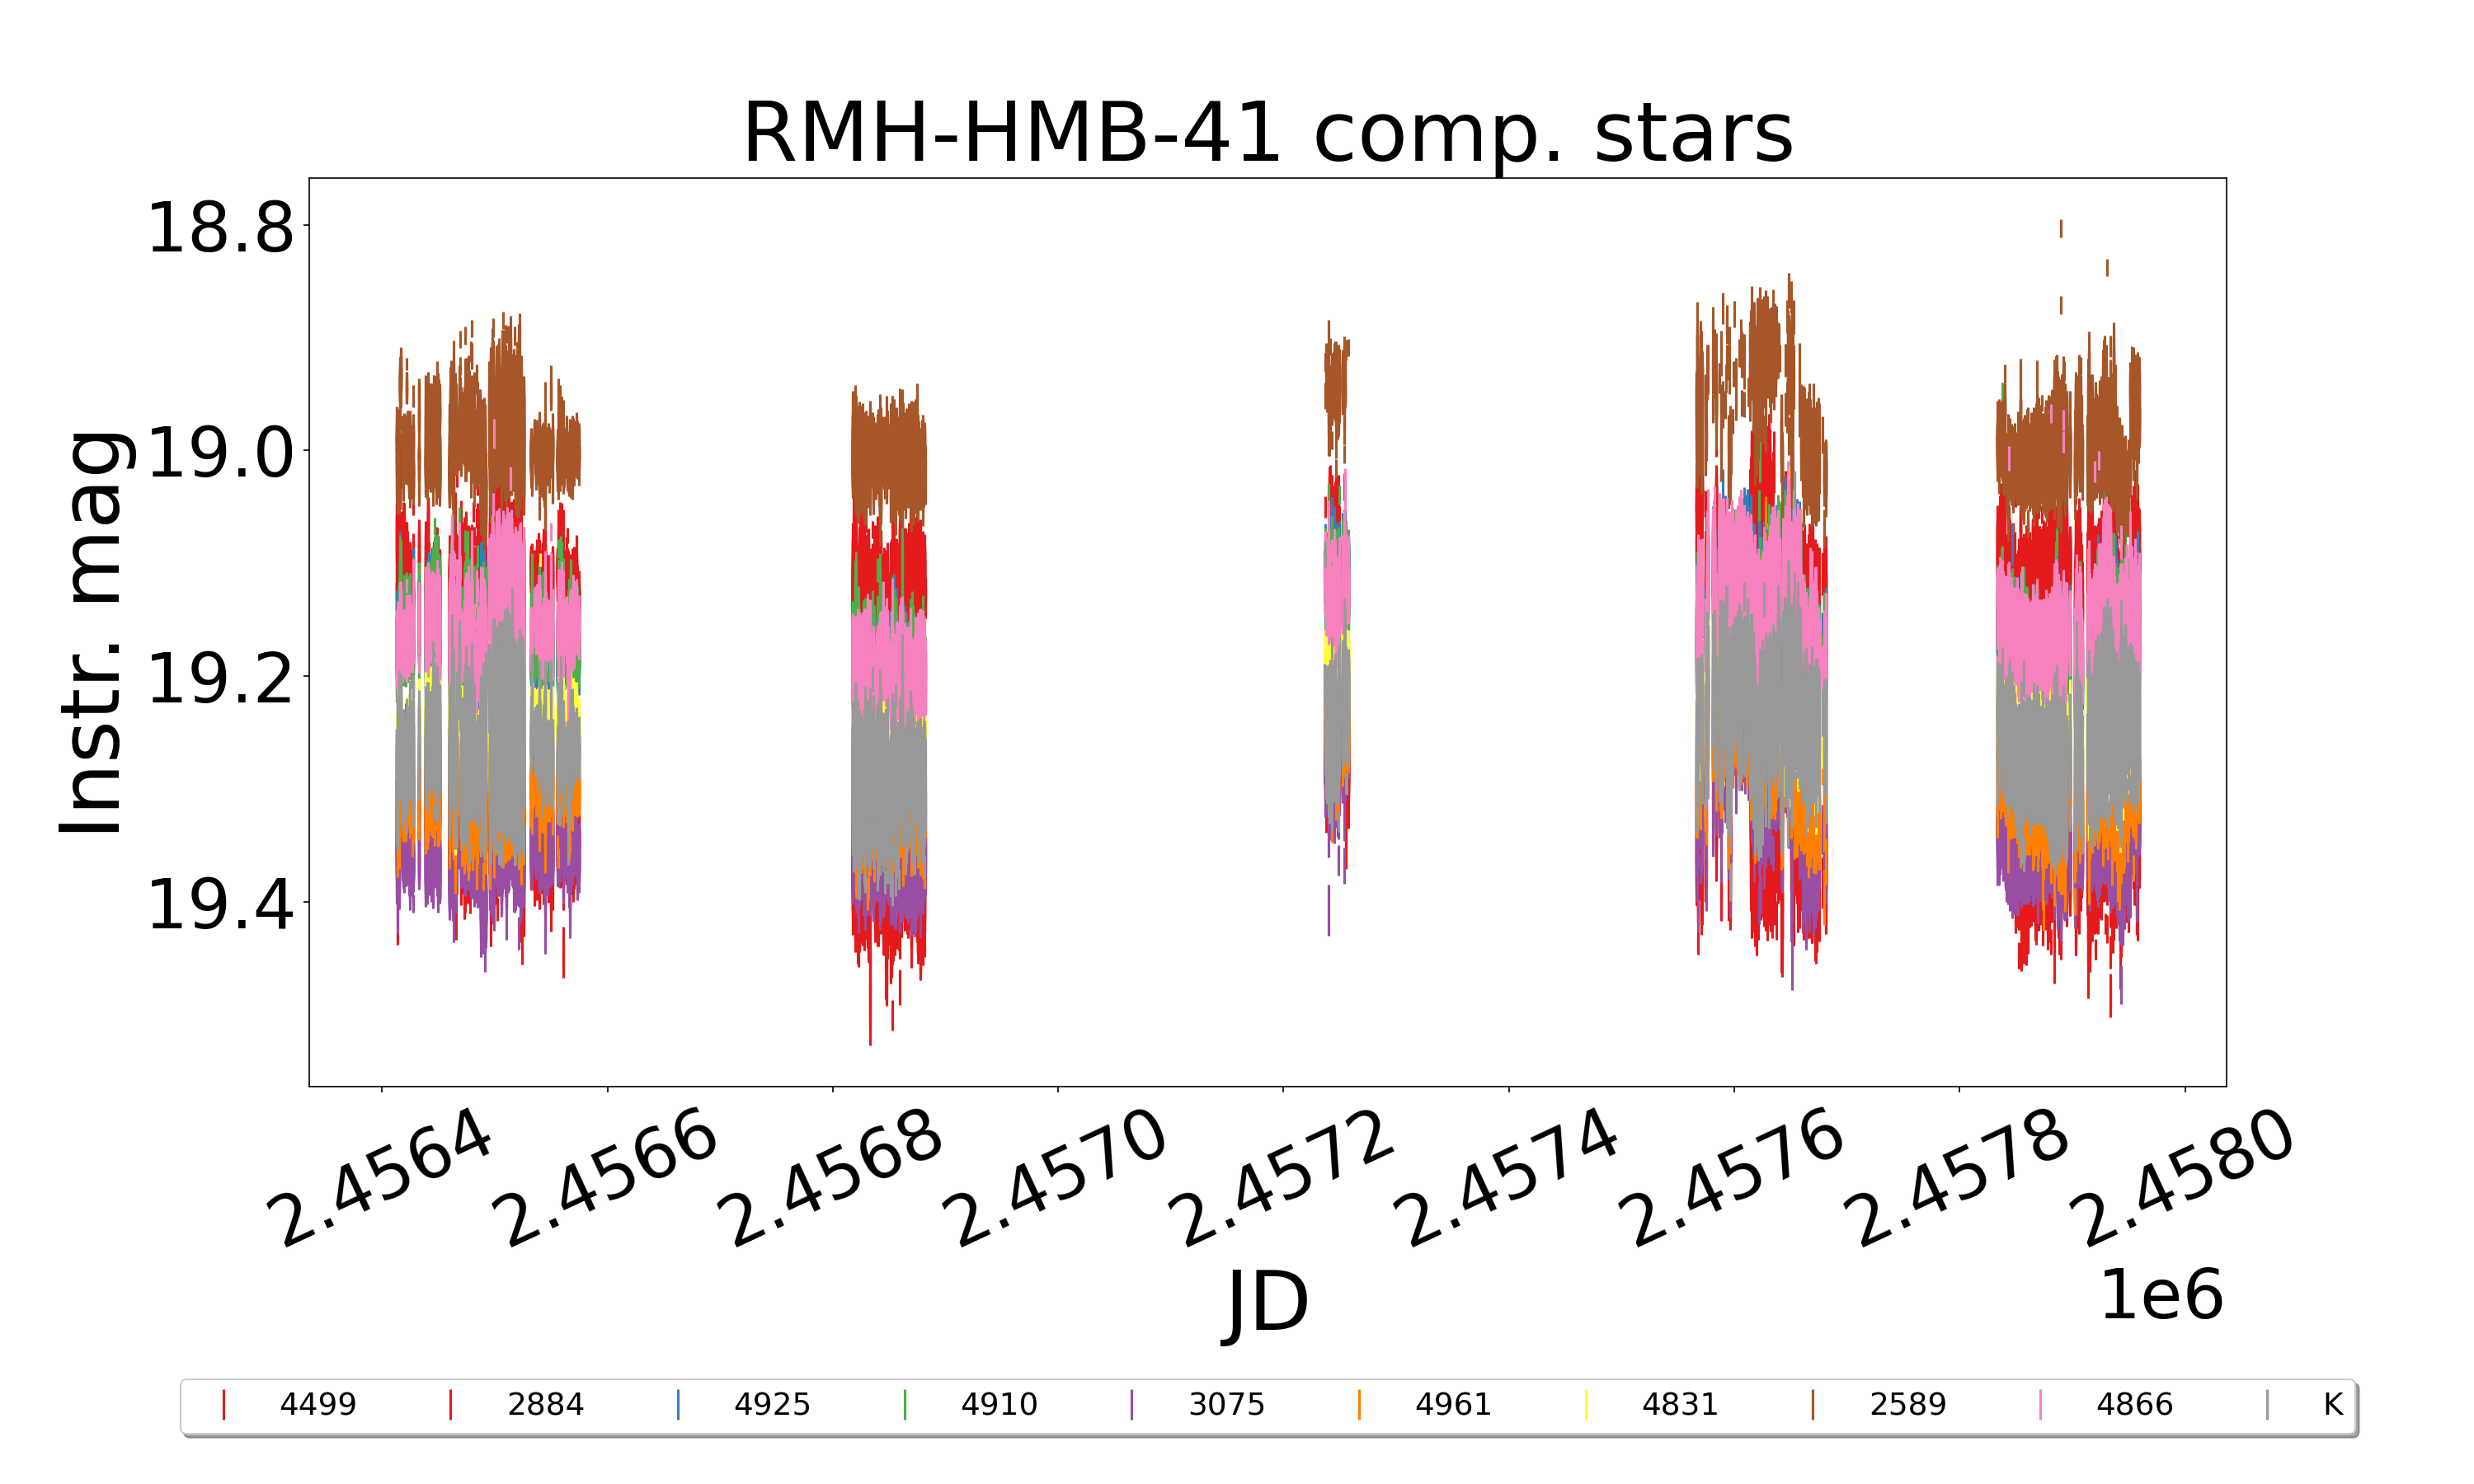 RMH-HMB-41 comp. stars
18.8
19.0
19.2
19.4
Instr. mag
2.4564 2.4566 2.4568 2.4570 2.4572 2.4574 2.4576 2.4578 2.4580
JD
1e6
4499 2884 4925 4910 3075 4961 4831 2589 4866 K